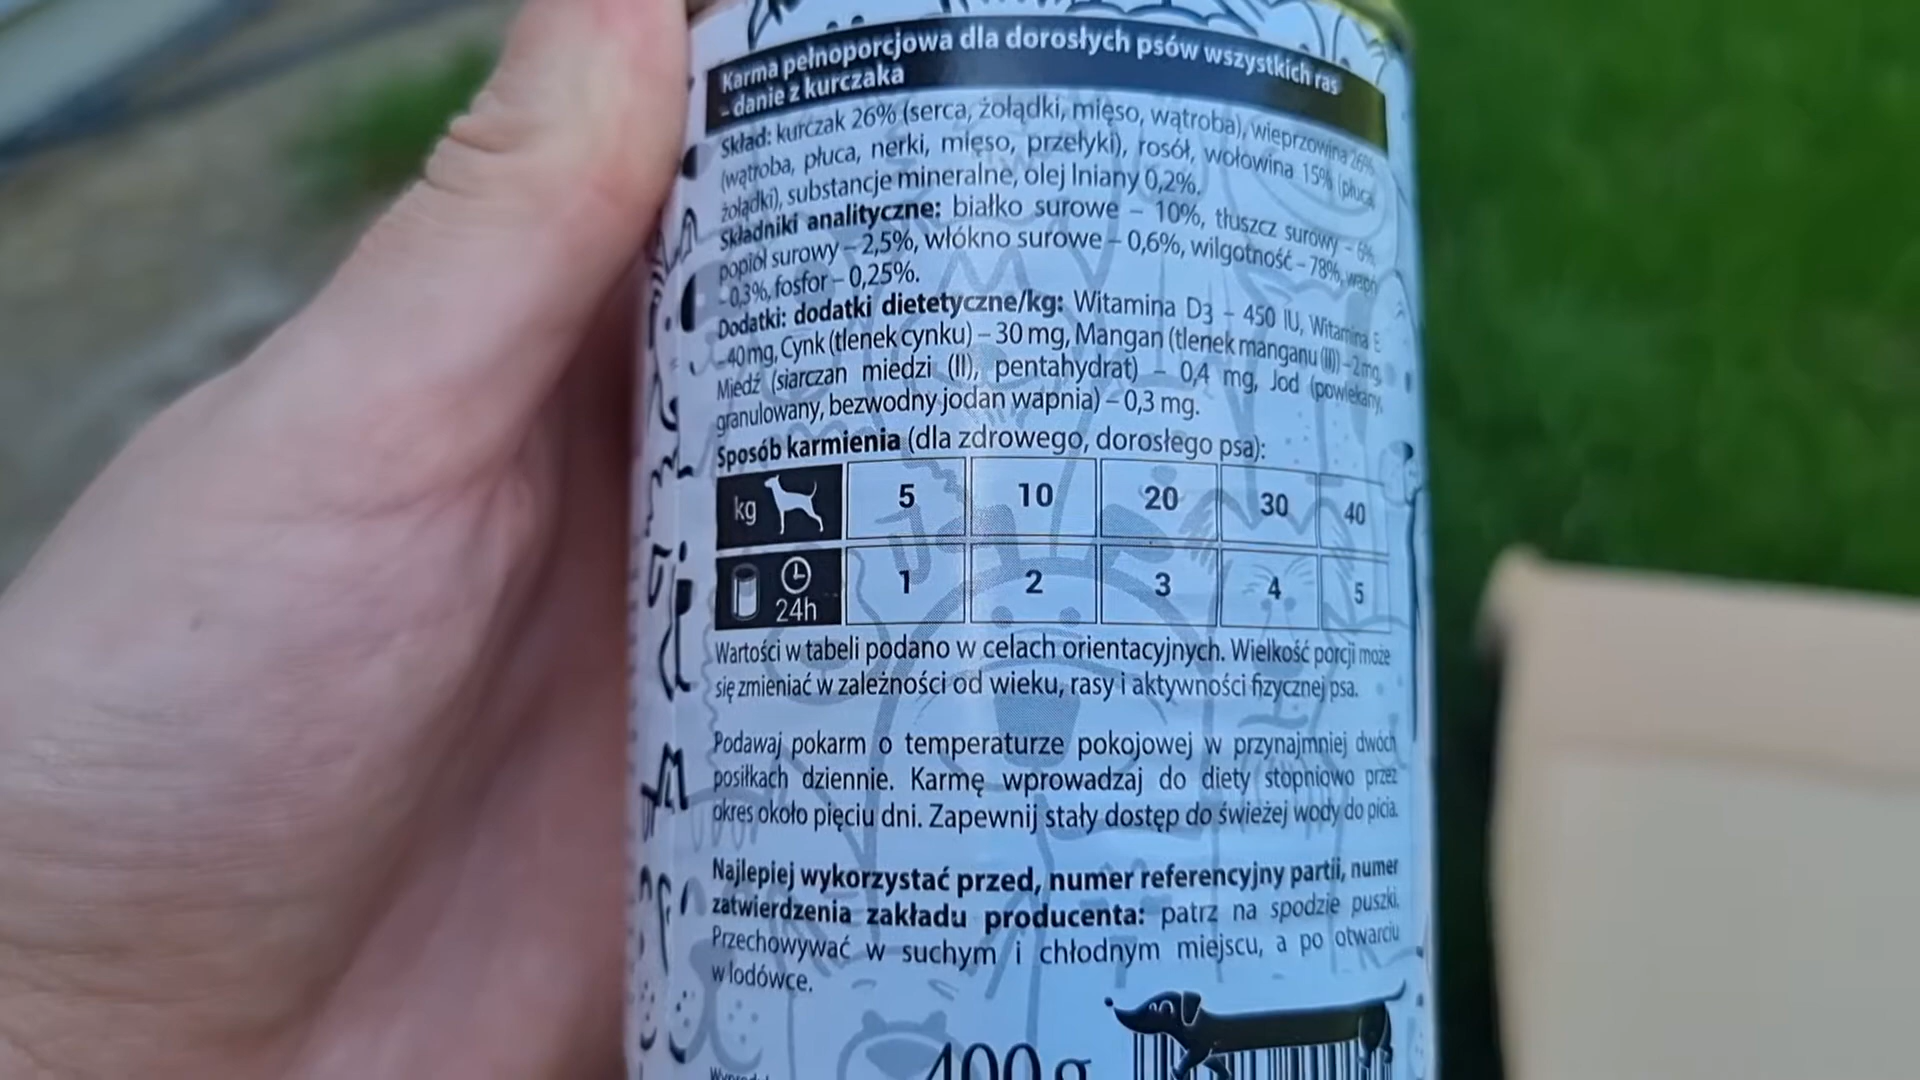 Karma pełnoporcjowa dla dorosłych psów wszystkich ras
- danie z kurczaka
Skład: kurczak 26% (serca, żołądki, mięso, wątroba), wieprzowina 26%
(wątroba, płuca, nerki, mięso, przełyki), rosół, wołowina 15% (płuca,
żołądki), substancje mineralne, olej lniany 0,2%.
Składniki analityczne: białko surowe – 10%, tłuszcz surowy – 6%,
popiół surowy – 2,5%, włókno surowe – 0,6%, wilgotność – 78%, wapń
– 0,3%, fosfor – 0,25%.
Dodatki: dodatki dietetyczne/kg: Witamina D3 – 450 IU, Witamina E
– 40 mg, Cynk (tlenek cynku) – 30 mg, Mangan (tlenek manganu (II)) – 2 mg,
Miedź (siarczan miedzi (II), pentahydrat) – 0,4 mg, Jod (powlekany,
granulowany, bezwodny jodan wapnia) – 0,3 mg.
Sposób karmienia (dla zdrowego, dorosłego psa):
kg 5 10 20 30 40
24h 1 2 3 4 5
Wartości w tabeli podano w celach orientacyjnych. Wielkość porcji może
się zmieniać w zależności od wieku, rasy i aktywności fizycznej psa.
Podawaj pokarm o temperaturze pokojowej w przynajmniej dwóch
posiłkach dziennie. Karmę wprowadzaj do diety stopniowo przez
okres około pięciu dni. Zapewnij stały dostęp do świeżej wody do picia.
Najlepiej wykorzystać przed, numer referencyjny partii, numer
zatwierdzenia zakładu producenta: patrz na spodzie puszki.
Przechowywać w suchym i chłodnym miejscu, a po otwarciu
w lodówce.
400 g